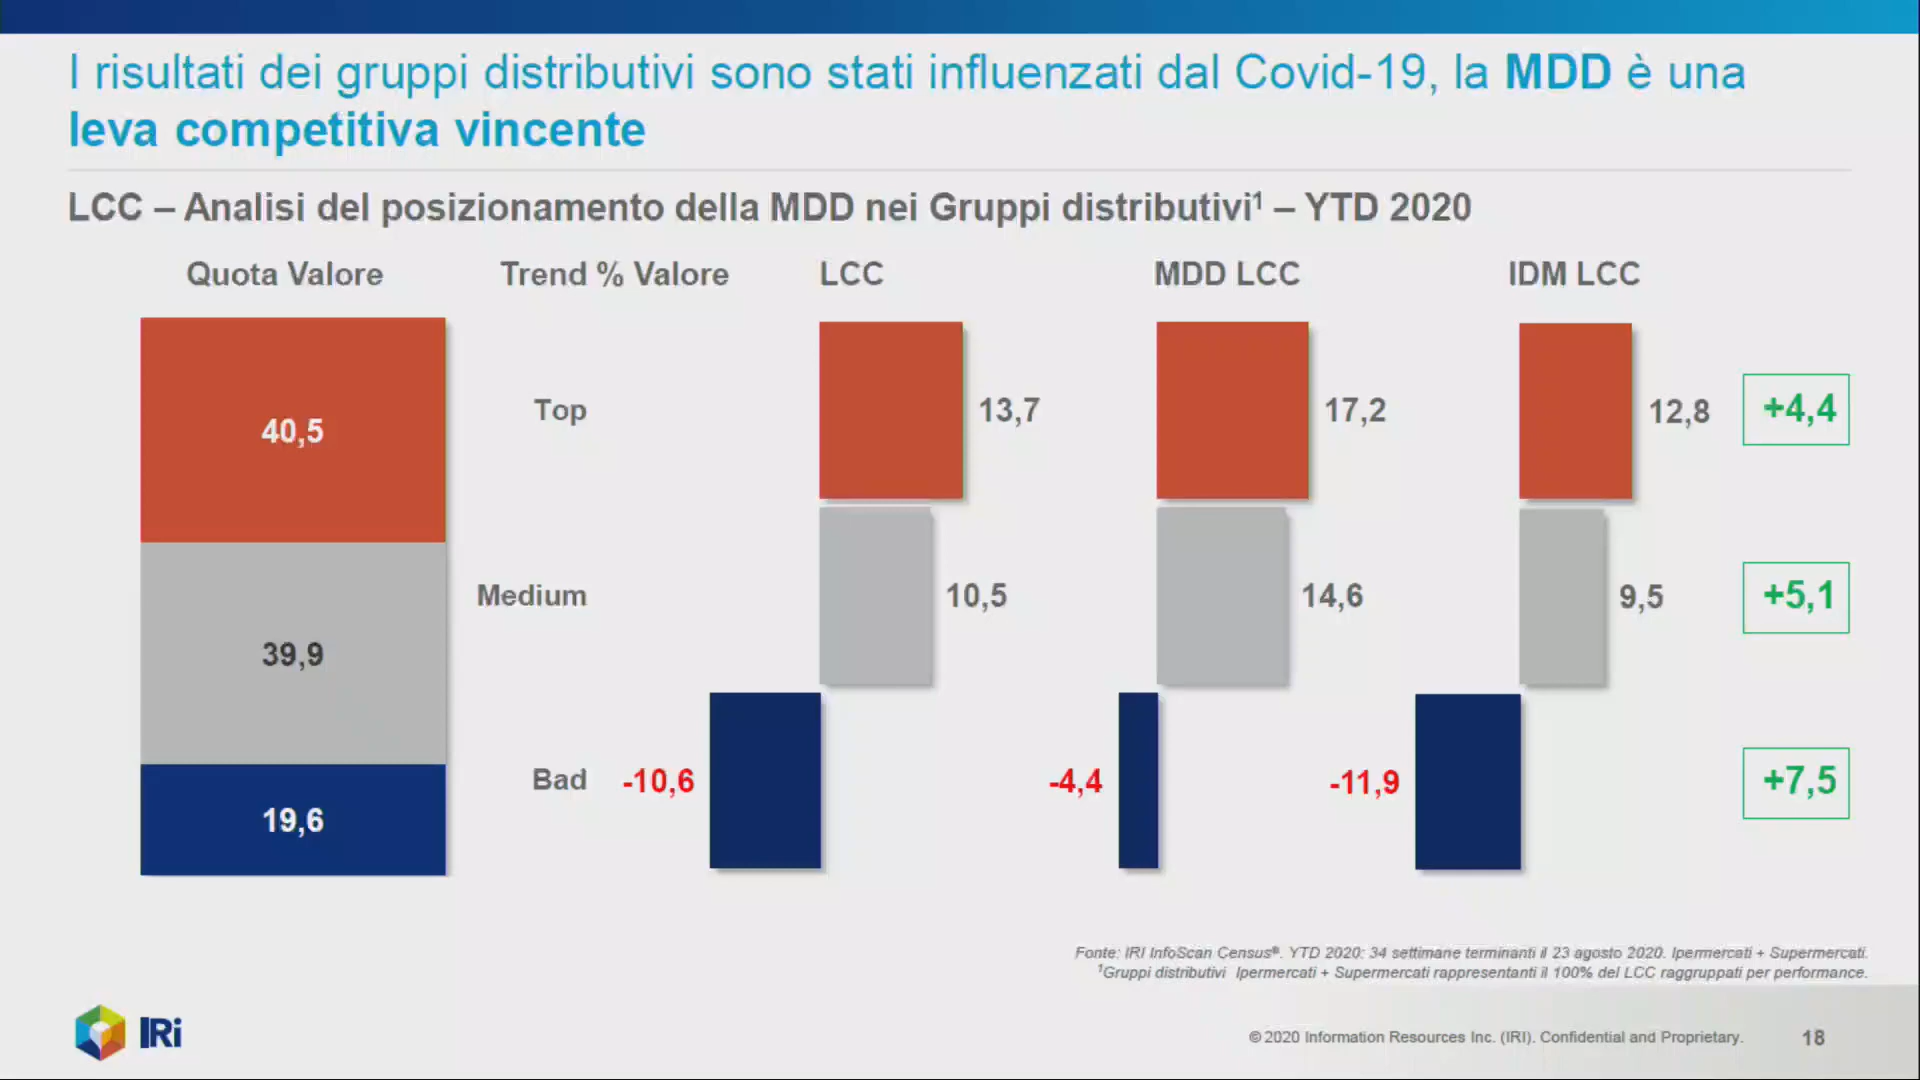 I risultati dei gruppi distributivi sono stati influenzati dal Covid-19, la MDD è una
leva competitiva vincente
LCC – Analisi del posizionamento della MDD nei Gruppi distributivi¹ – YTD 2020
Quota Valore
Trend % Valore
LCC
MDD LCC
IDM LCC
40,5
Top
13,7
17,2
12,8
+4,4
39,9
Medium
10,5
14,6
9,5
+5,1
19,6
Bad
-10,6
-4,4
-11,9
+7,5
Fonte: IRI InfoScan Census®. YTD 2020: 34 settimane terminanti il 23 agosto 2020. Ipermercati + Supermercati.
¹Gruppi distributivi Ipermercati + Supermercati rappresentanti il 100% del LCC raggruppati per performance.
IRi
© 2020 Information Resources Inc. (IRI). Confidential and Proprietary.
18